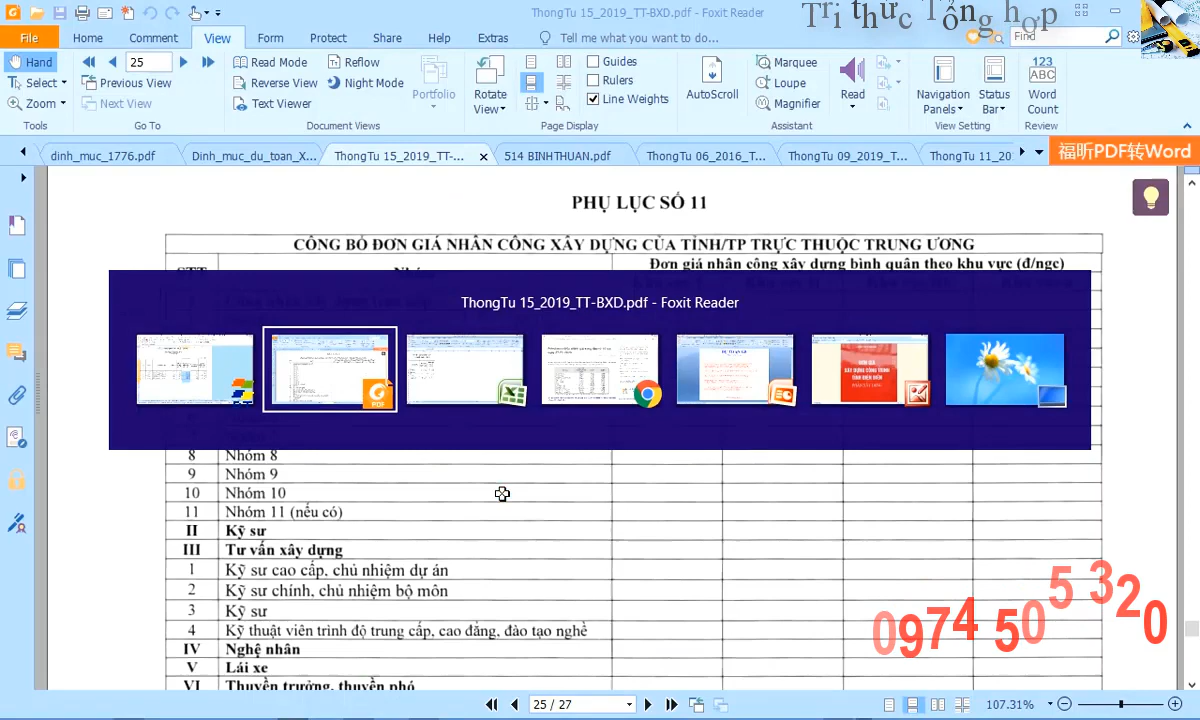 ThongTu 15_2019_TT-BXD.pdf - Foxit Reader
Tri thức Tổng hợp
File Home Comment View Form Protect Share Help Extras Tell me what you want to do... Find
Hand 25 Read Mode Reflow Guides Marquee 123
Select Previous View Reverse View Night Mode Portfolio Rotate View Rulers AutoScroll Loupe Read Navigation Panels Status Bar ABC Word Count
Zoom Next View Text Viewer Line Weights Magnifier
Tools Go To Document Views Page Display Assistant View Setting Review
dinh_muc_1776.pdf Dinh_muc_du_toan_X... ThongTu 15_2019_TT-... 514 BINHTHUAN.pdf ThongTu 06_2016_T... ThongTu 09_2019_T... ThongTu 11_20 福昕PDF转Word
PHỤ LỤC SỐ 11
CÔNG BỐ ĐƠN GIÁ NHÂN CÔNG XÂY DỰNG CỦA TỈNH/TP TRỰC THUỘC TRUNG ƯƠNG
Đơn giá nhân công xây dựng bình quân theo khu vực (đ/ngc)
ThongTu 15_2019_TT-BXD.pdf - Foxit Reader
8 Nhóm 8
9 Nhóm 9
10 Nhóm 10
11 Nhóm 11 (nếu có)
II Kỹ sư
III Tư vấn xây dựng
1 Kỹ sư cao cấp, chủ nhiệm dự án
2 Kỹ sư chính, chủ nhiệm bộ môn
3 Kỹ sư
4 Kỹ thuật viên trình độ trung cấp, cao đẳng, đào tạo nghề
IV Nghệ nhân
V Lái xe
VI Thuyền trưởng, thuyền phó
0974 505 320
25 / 27 107.31%